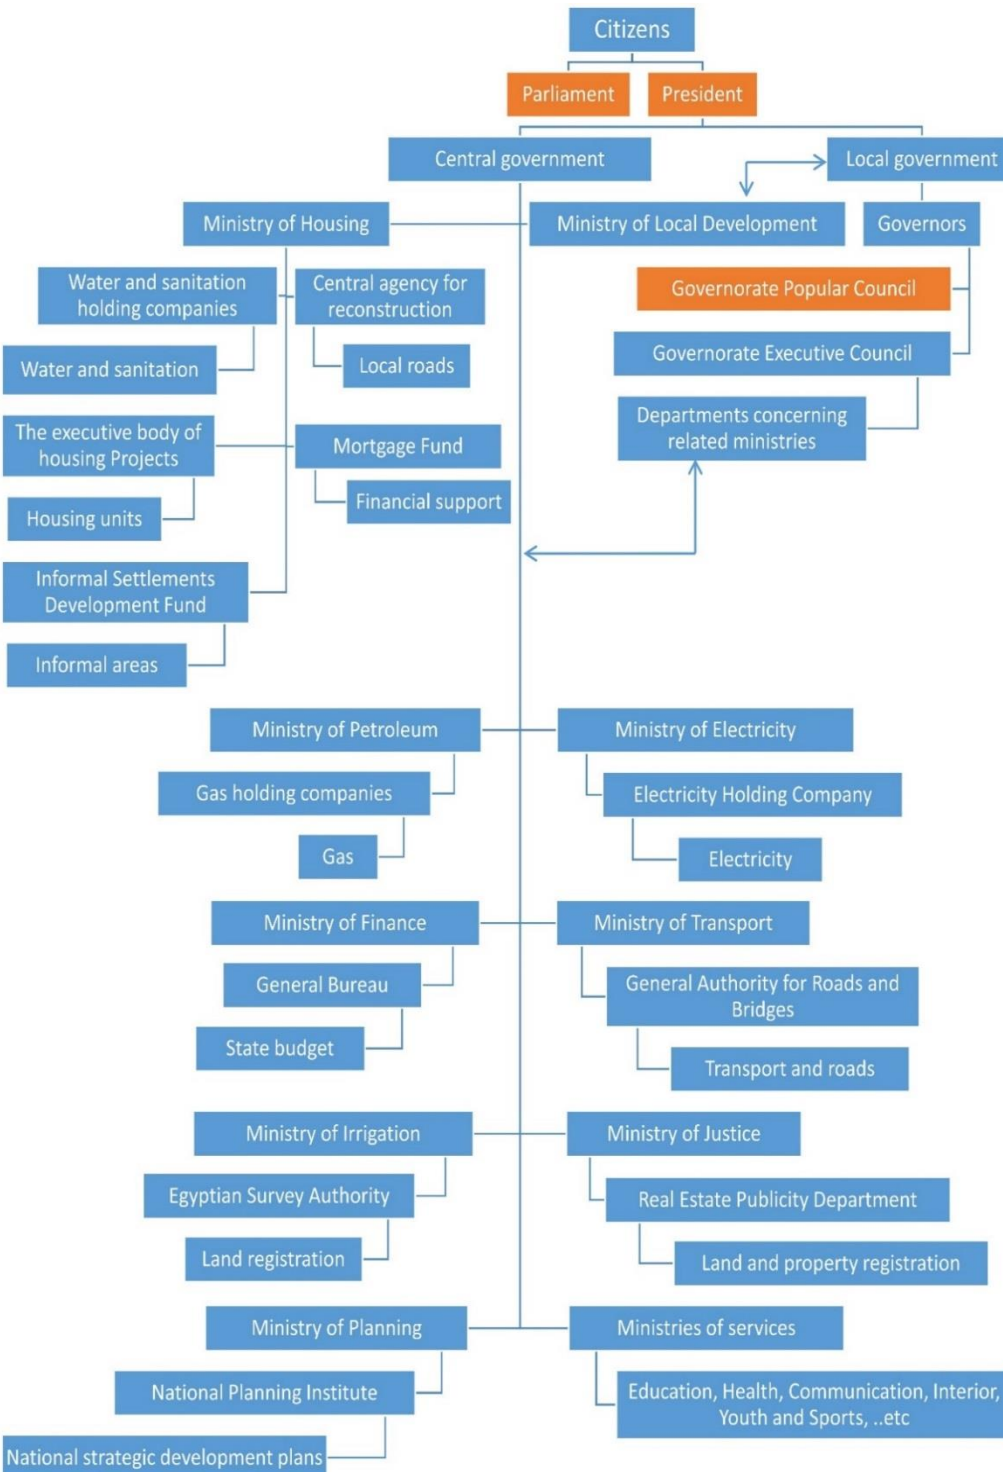 Citizens
Parliament
President
Central government
Local government
Ministry of Housing
Ministry of Local Development
Governors
Water and sanitation
holding companies
Central agency for
reconstruction
Governorate Popular Council
Water and sanitation
Local roads
Governorate Executive Council
The executive body of
housing Projects
Mortgage Fund
Departments concerning
related ministries
Housing units
Financial support
Informal Settlements
Development Fund
Informal areas
Ministry of Petroleum
Ministry of Electricity
Gas holding companies
Electricity Holding Company
Gas
Electricity
Ministry of Finance
Ministry of Transport
General Bureau
General Authority for Roads and
Bridges
State budget
Transport and roads
Ministry of Irrigation
Ministry of Justice
Egyptian Survey Authority
Real Estate Publicity Department
Land registration
Land and property registration
Ministry of Planning
Ministries of services
National Planning Institute
Education, Health, Communication, Interior,
Youth and Sports, ..etc
National strategic development plans